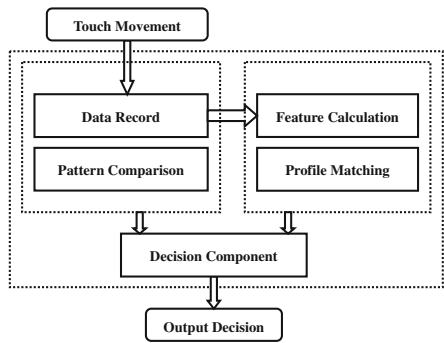 Touch Movement
Data Record
Feature Calculation
Pattern Comparison
Profile Matching
Decision Component
Output Decision